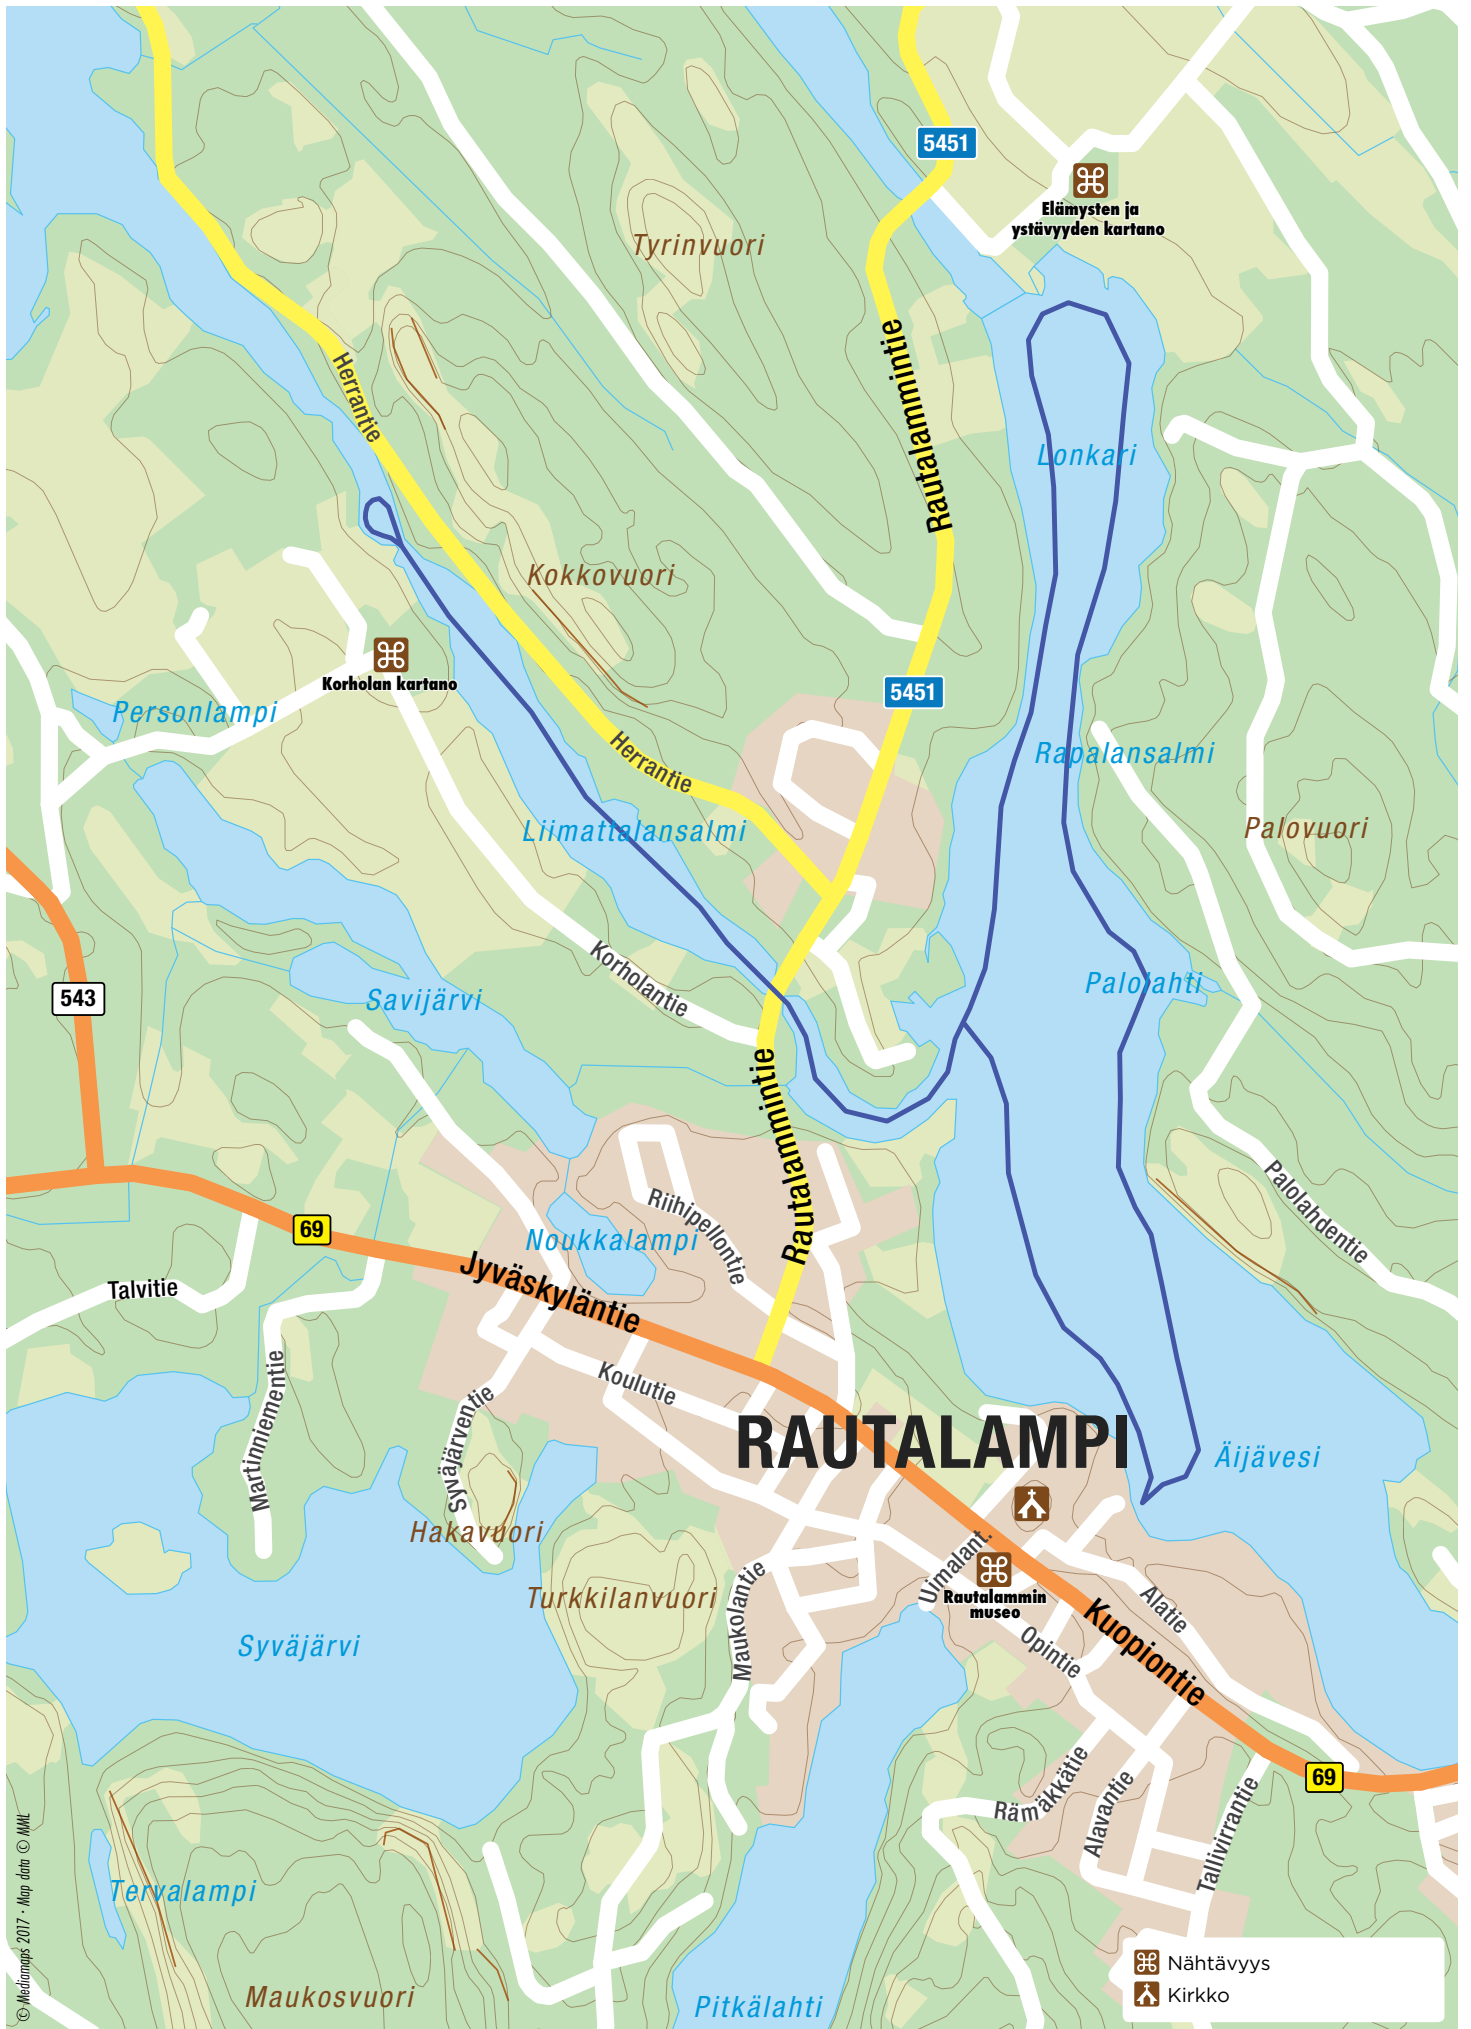 5451
Elämysten ja
ystävyyden kartano
Tyrinvuori
Rautalammintie
Herrantie
Lonkari
Kokkovuori
Korholan kartano
5451
Personlampi
Herrantie
Rapalansalmi
Liimattalansalmi
Palovuori
Korholantie
Palolahti
543
Savijärvi
Rautalammintie
Riihipellontie
Palolahdentie
69
Noukkalampi
Talvitie
Jyväskyläntie
Koulutie
Martinniementie
Syväjärventie
RAUTALAMPI
Äijävesi
Hakavuori
Uimalant.
Turkkilanvuori
Maukolantie
Rautalammin
museo
Alatie
Syväjärvi
Opintie
Kuopiontie
Rämäkkätie
Alavantie
Tallivirrantie
69
Tervalampi
Maukosvuori
Pitkälahti
Nähtävyys
Kirkko
© Mediamaps 2017 · Map data © MML